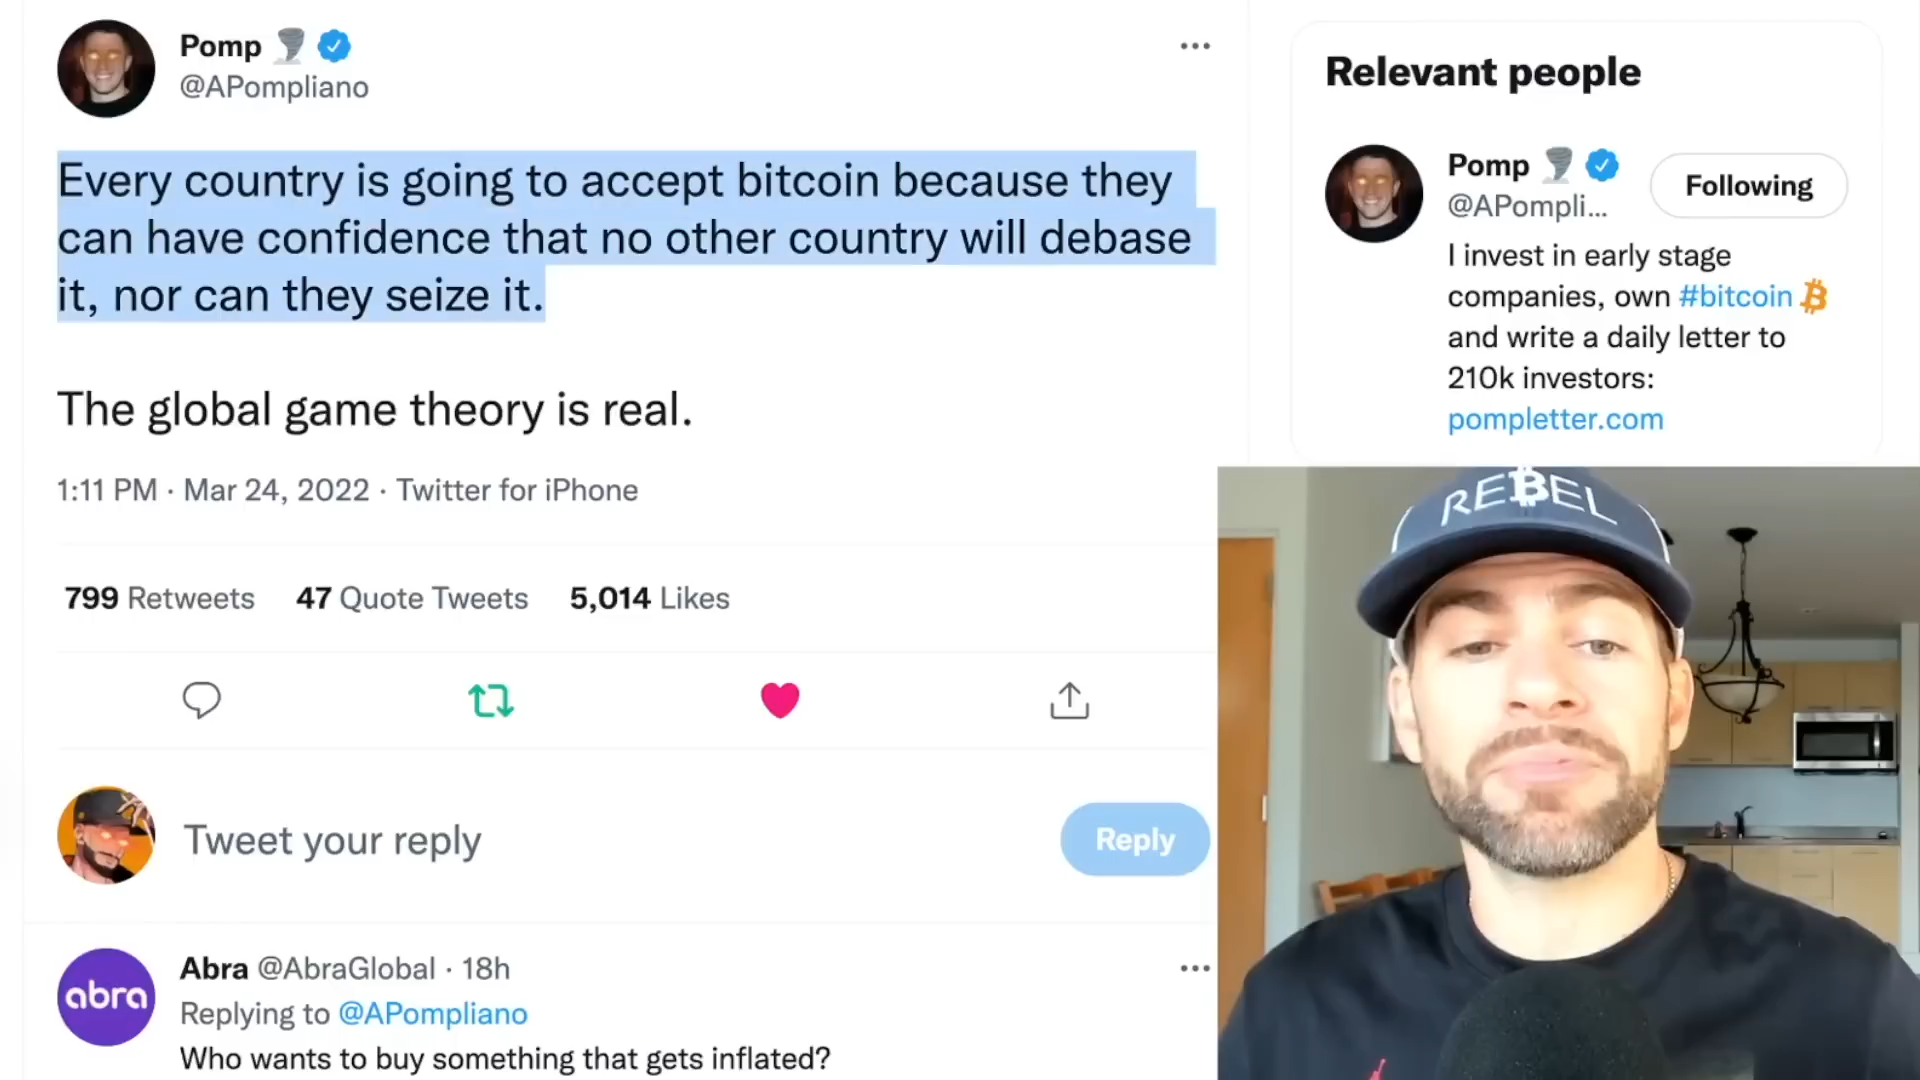 Pomp
@APompliano
Every country is going to accept bitcoin because they
can have confidence that no other country will debase
it, nor can they seize it.
The global game theory is real.
1:11 PM · Mar 24, 2022 · Twitter for iPhone
799 Retweets 47 Quote Tweets 5,014 Likes
Tweet your reply
Reply
abra
Abra @AbraGlobal · 18h
Replying to @APompliano
Who wants to buy something that gets inflated?
Relevant people
Pomp
@APompli...
Following
I invest in early stage
companies, own #bitcoin
and write a daily letter to
210k investors:
pompletter.com
RE₿EL